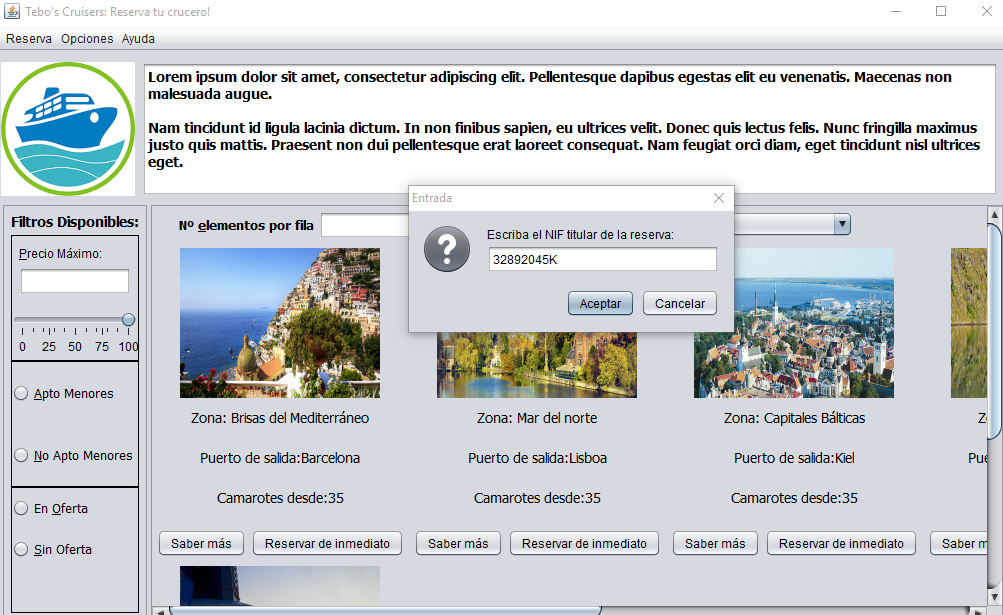 Tebo's Cruisers: Reserva tu crucero!
Reserva Opciones Ayuda
Lorem ipsum dolor sit amet, consectetur adipiscing elit. Pellentesque dapibus egestas elit eu venenatis. Maecenas non
malesuada augue.
Nam tincidunt id ligula lacinia dictum. In non finibus sapien, eu ultrices velit. Donec quis lectus felis. Nunc fringilla maximus
justo quis mattis. Praesent non dui pellentesque erat laoreet consequat. Nam feugiat orci diam, eget tincidunt nisl ultrices
eget.
Entrada
Escriba el NIF titular de la reserva:
32892045K
Aceptar Cancelar
Filtros Disponibles:
Precio Máximo:
0 25 50 75 100
Apto Menores
No Apto Menores
En Oferta
Sin Oferta
Nº elementos por fila
Zona: Brisas del Mediterráneo Zona: Mar del norte Zona: Capitales Bálticas
Puerto de salida:Barcelona Puerto de salida:Lisboa Puerto de salida:Kiel
Camarotes desde:35 Camarotes desde:35 Camarotes desde:35
Saber más Reservar de inmediato Saber más Reservar de inmediato Saber más Reservar de inmediato Saber m